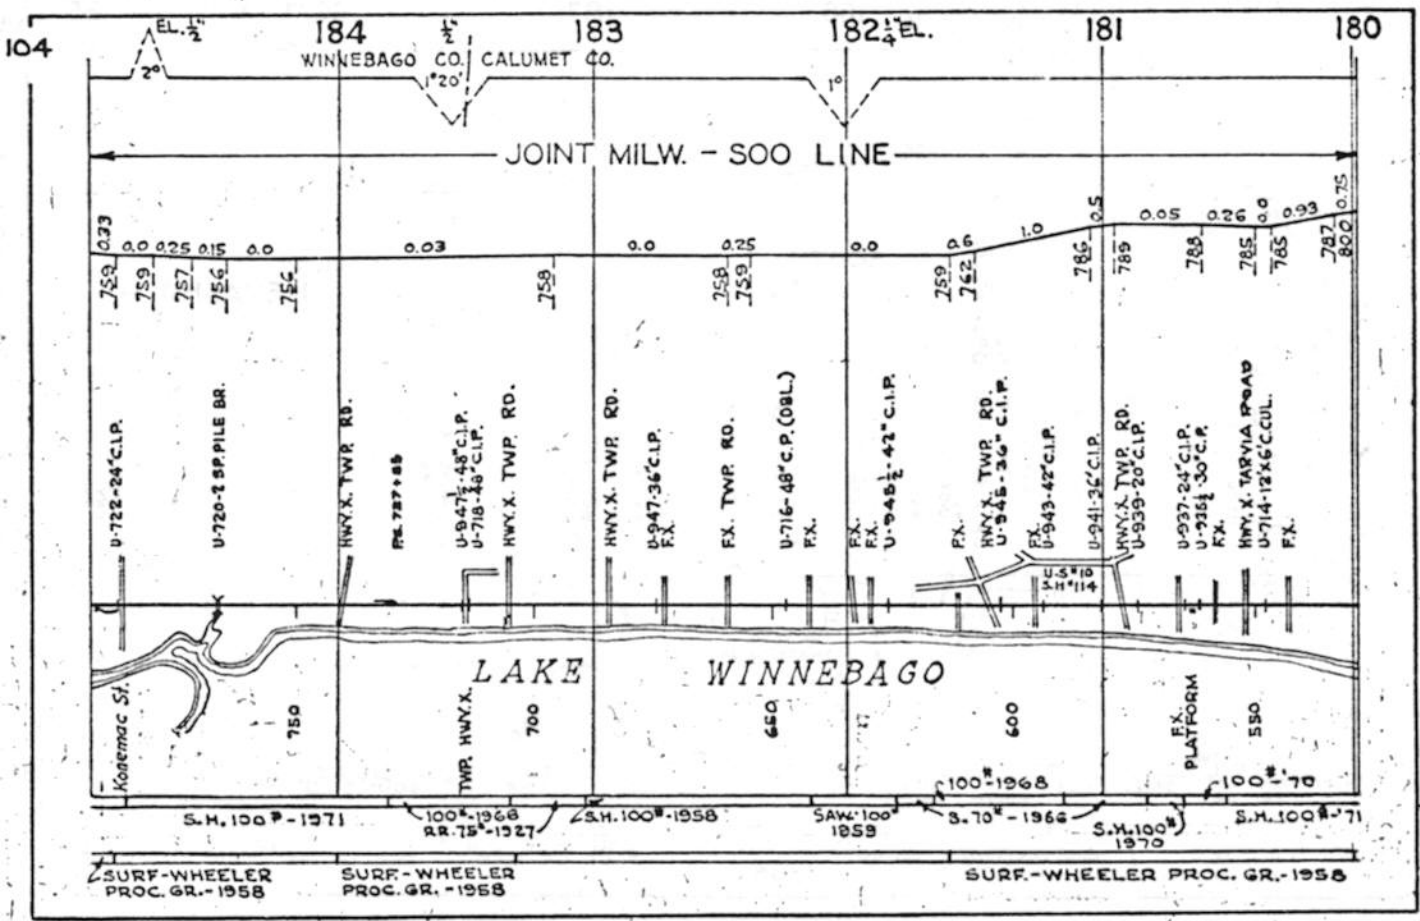 104
EL. ½"
184
½"
183
182
¼" EL.
181
180
WINNEBAGO CO. CALUMET CO.
2°
1°20'
1°
JOINT MILW. - SOO LINE
0.33 0.0 0.25 0.15 0.0 0.03 0.0 0.25 0.0 0.6 1.0 0.5 0.05 0.26 0.0 0.93 0.75
759 759 757 756 756 758 758 759 759 762 786 789 788 785 785 787 800
U-722-24"C.I.P.
U-720-2 SP. PILE BR.
HWY. X. TWP. RD.
P.S. 727+85
U-947½-48"C.I.P.
U-718-48"C.I.P.
HWY. X. TWP. RD.
HWY. X. TWP. RD.
U-947-36"C.I.P.
F.X.
F.X. TWP. RD.
U-716-48"C.P. (DBL.)
F.X.
F.X.
F.X.
U-945½-42"C.I.P.
F.X.
HWY. X. TWP. RD.
U-945-36"C.I.P.
F.X.
U-943-42"C.I.P.
U-941-36"C.I.P.
HWY. X. TWP. RD.
U-939-20"C.I.P.
U-937-24"C.I.P.
U-935½-30"C.P.
F.X.
HWY. X. TARVIA ROAD
U-714-12'X6'C.CUL.
F.X.
U.S.#10
S.H.#114
LAKE WINNEBAGO
Konemac St.
750
TWP. HWY. X.
700
650
600
F.X.
PLATFORM
550
100#-1968
100#-'70
S.H. 100#-1971
100#-1968
RR. 75#-1927
S.H. 100#-1958
SAW. 100#
1959
S. 70#-1966
S.H. 100#
1970
S.H. 100#-'71
SURF.-WHEELER
PROC. GR.-1958
SURF.-WHEELER
PROC. GR.-1958
SURF.-WHEELER PROC. GR.-1958